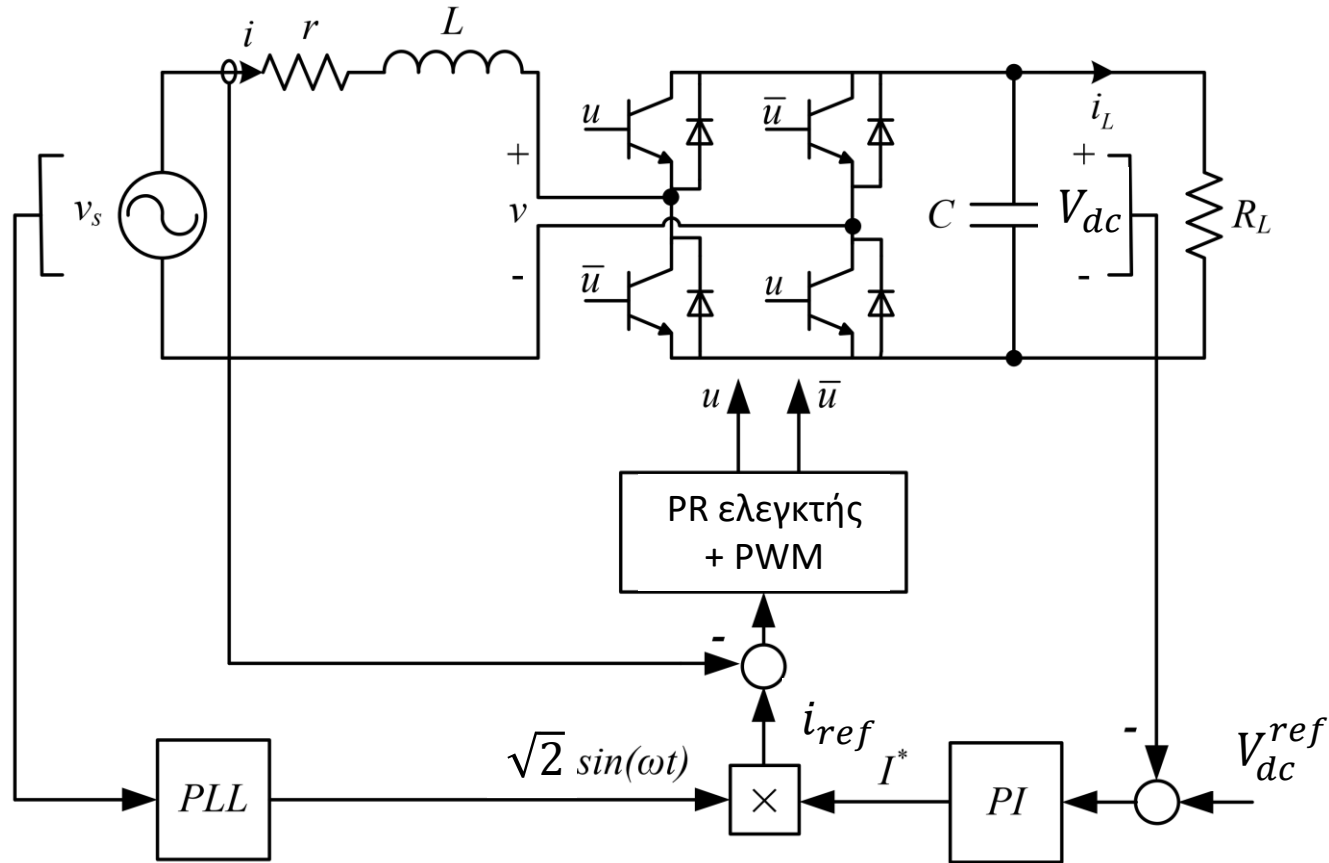 i
r
L
u
u̅
i_L
+
+
v_s
v
C
V_dc
R_L
-
-
u̅
u
u
u̅
PR ελεγκτής
+ PWM
-
i_ref
-
V_dc^ref
√2 sin(ωt)
I*
PLL
×
PI